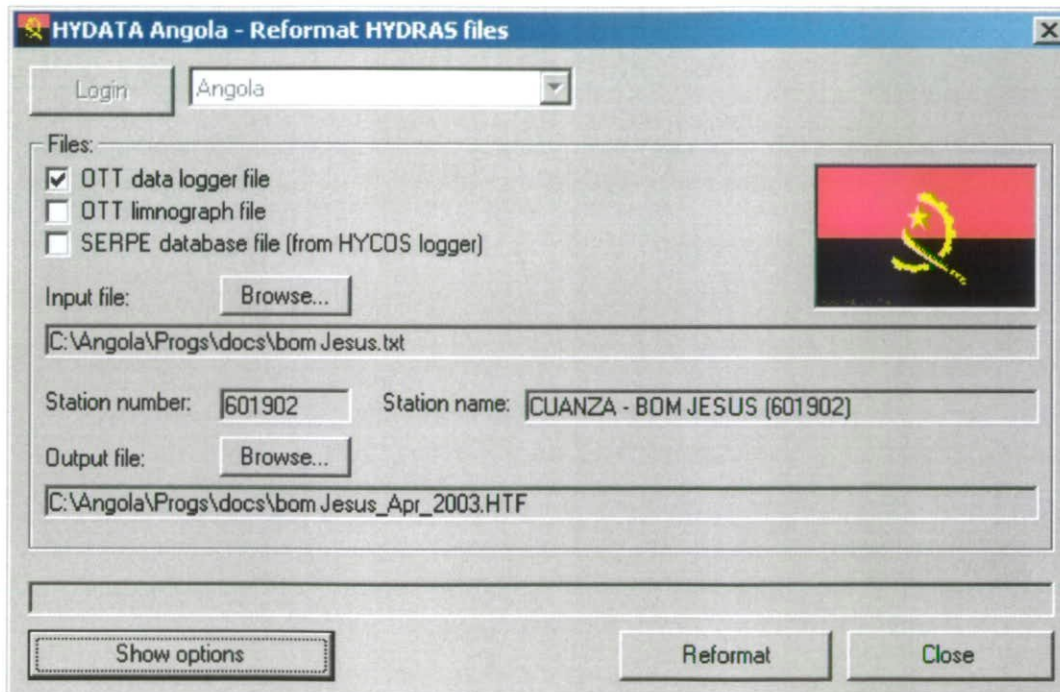 HYDATA Angola - Reformat HYDRAS files
Login
Angola
Files:
OTT data logger file
OTT limnograph file
SERPE database file (from HYCOS logger)
Input file:
Browse...
C:\Angola\Progs\docs\bom Jesus.txt
Station number:
601902
Station name:
CUANZA - BOM JESUS (601902)
Output file:
Browse...
C:\Angola\Progs\docs\bom Jesus_Apr_2003.HTF
Show options
Reformat
Close